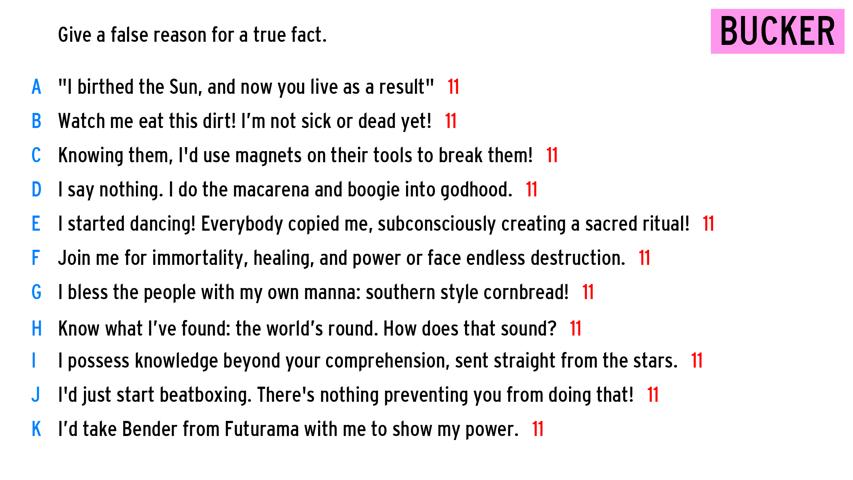 Give a false reason for a true fact.
BUCKER
A "I birthed the Sun, and now you live as a result" 11
B Watch me eat this dirt! I’m not sick or dead yet! 11
C Knowing them, I'd use magnets on their tools to break them! 11
D I say nothing. I do the macarena and boogie into godhood. 11
E I started dancing! Everybody copied me, subconsciously creating a sacred ritual! 11
F Join me for immortality, healing, and power or face endless destruction. 11
G I bless the people with my own manna: southern style cornbread! 11
H Know what I’ve found: the world’s round. How does that sound? 11
I I possess knowledge beyond your comprehension, sent straight from the stars. 11
J I'd just start beatboxing. There's nothing preventing you from doing that! 11
K I’d take Bender from Futurama with me to show my power. 11